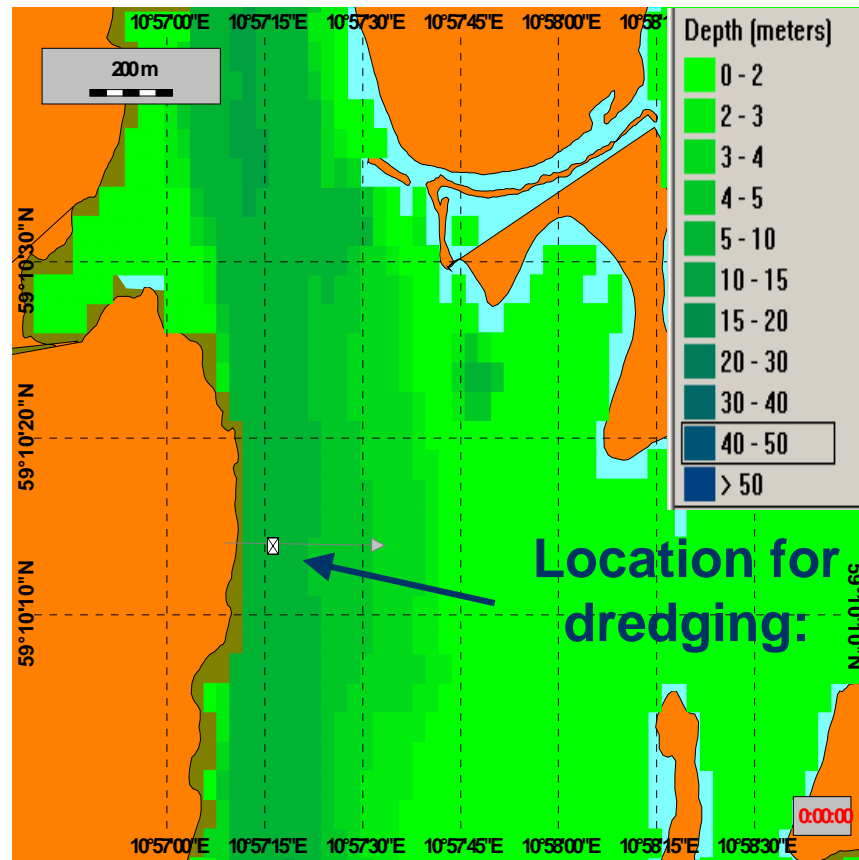 10°57'00"E 10°57'15"E 10°57'30"E 10°57'45"E 10°58'00"E 10°58'1
Depth (meters)
200 m
0 - 2
2 - 3
3 - 4
4 - 5
5 - 10
10 - 15
15 - 20
20 - 30
30 - 40
40 - 50
> 50
59°10'30"N
59°10'20"N
59°10'10"N
Location for
dredging:
59°10'10"N
0:00:00
10°57'00"E 10°57'15"E 10°57'30"E 10°57'45"E 10°58'00"E 10°58'15"E 10°58'30"E